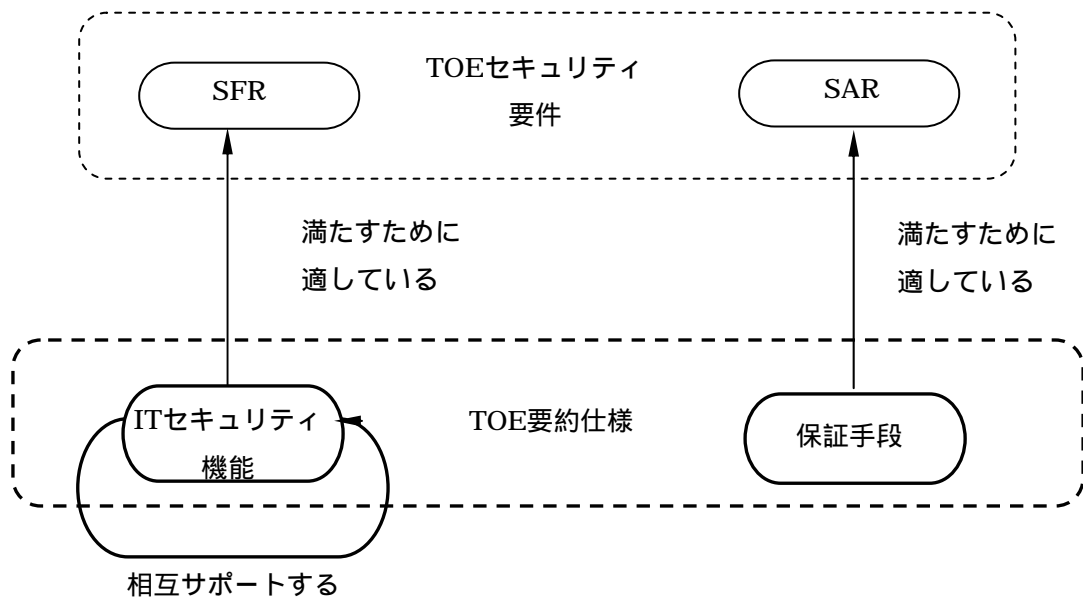 TOEセキュリティ
要件
SFR
SAR
満たすために
適している
満たすために
適している
ITセキュリティ
機能
TOE要約仕様
保証手段
相互サポートする